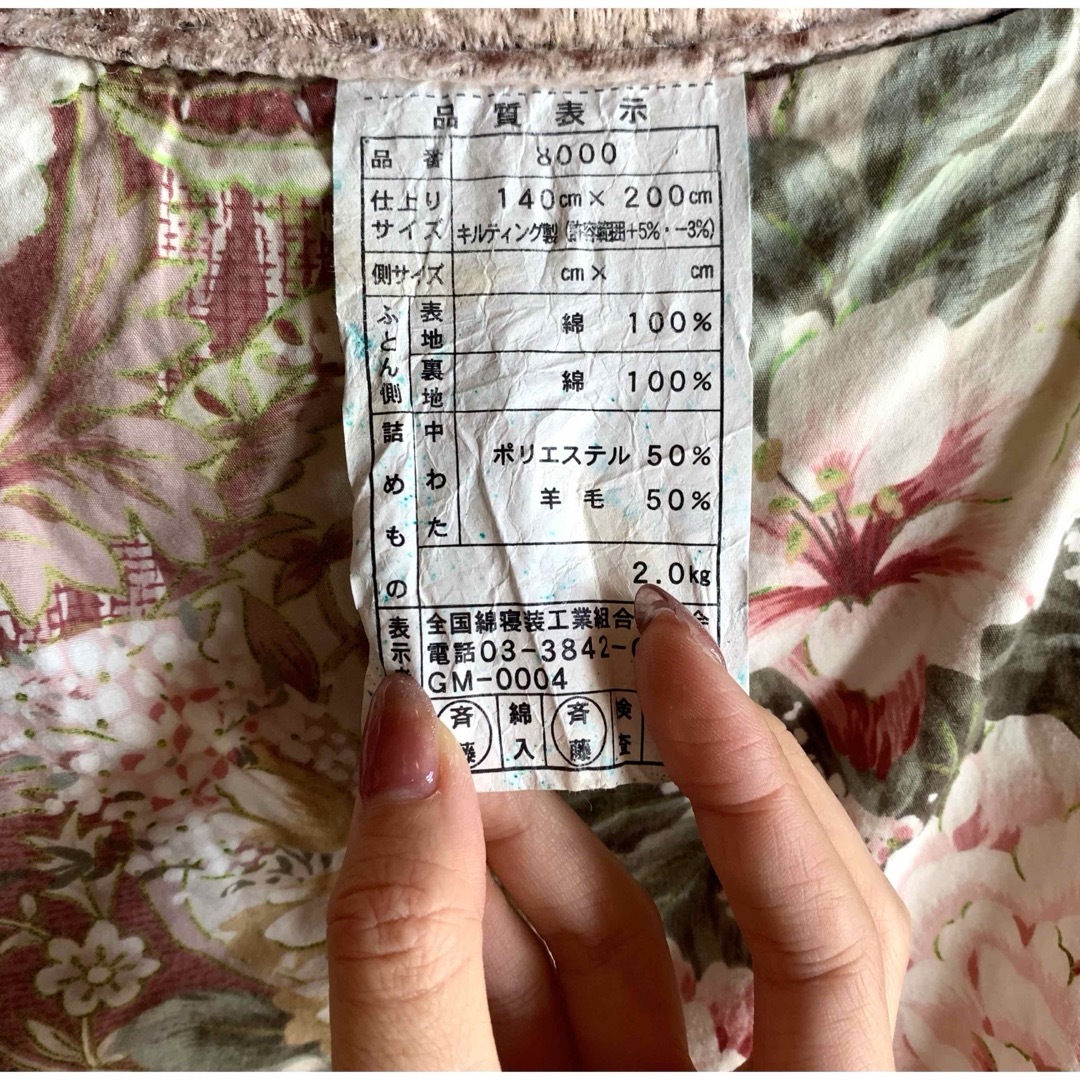 品質表示
品番 8000
仕上り
サイズ
140cm × 200cm
キルティング製(許容範囲+5%・−3%)
側サイズ cm × cm
ふとん側
表地 綿 100%
裏地 綿 100%
詰めもの
中わた
ポリエステル 50%
羊毛 50%
2.0kg
全国綿寝装工業組合
電話03-3842-
GM-0004
斉藤
綿入
斉藤
検査